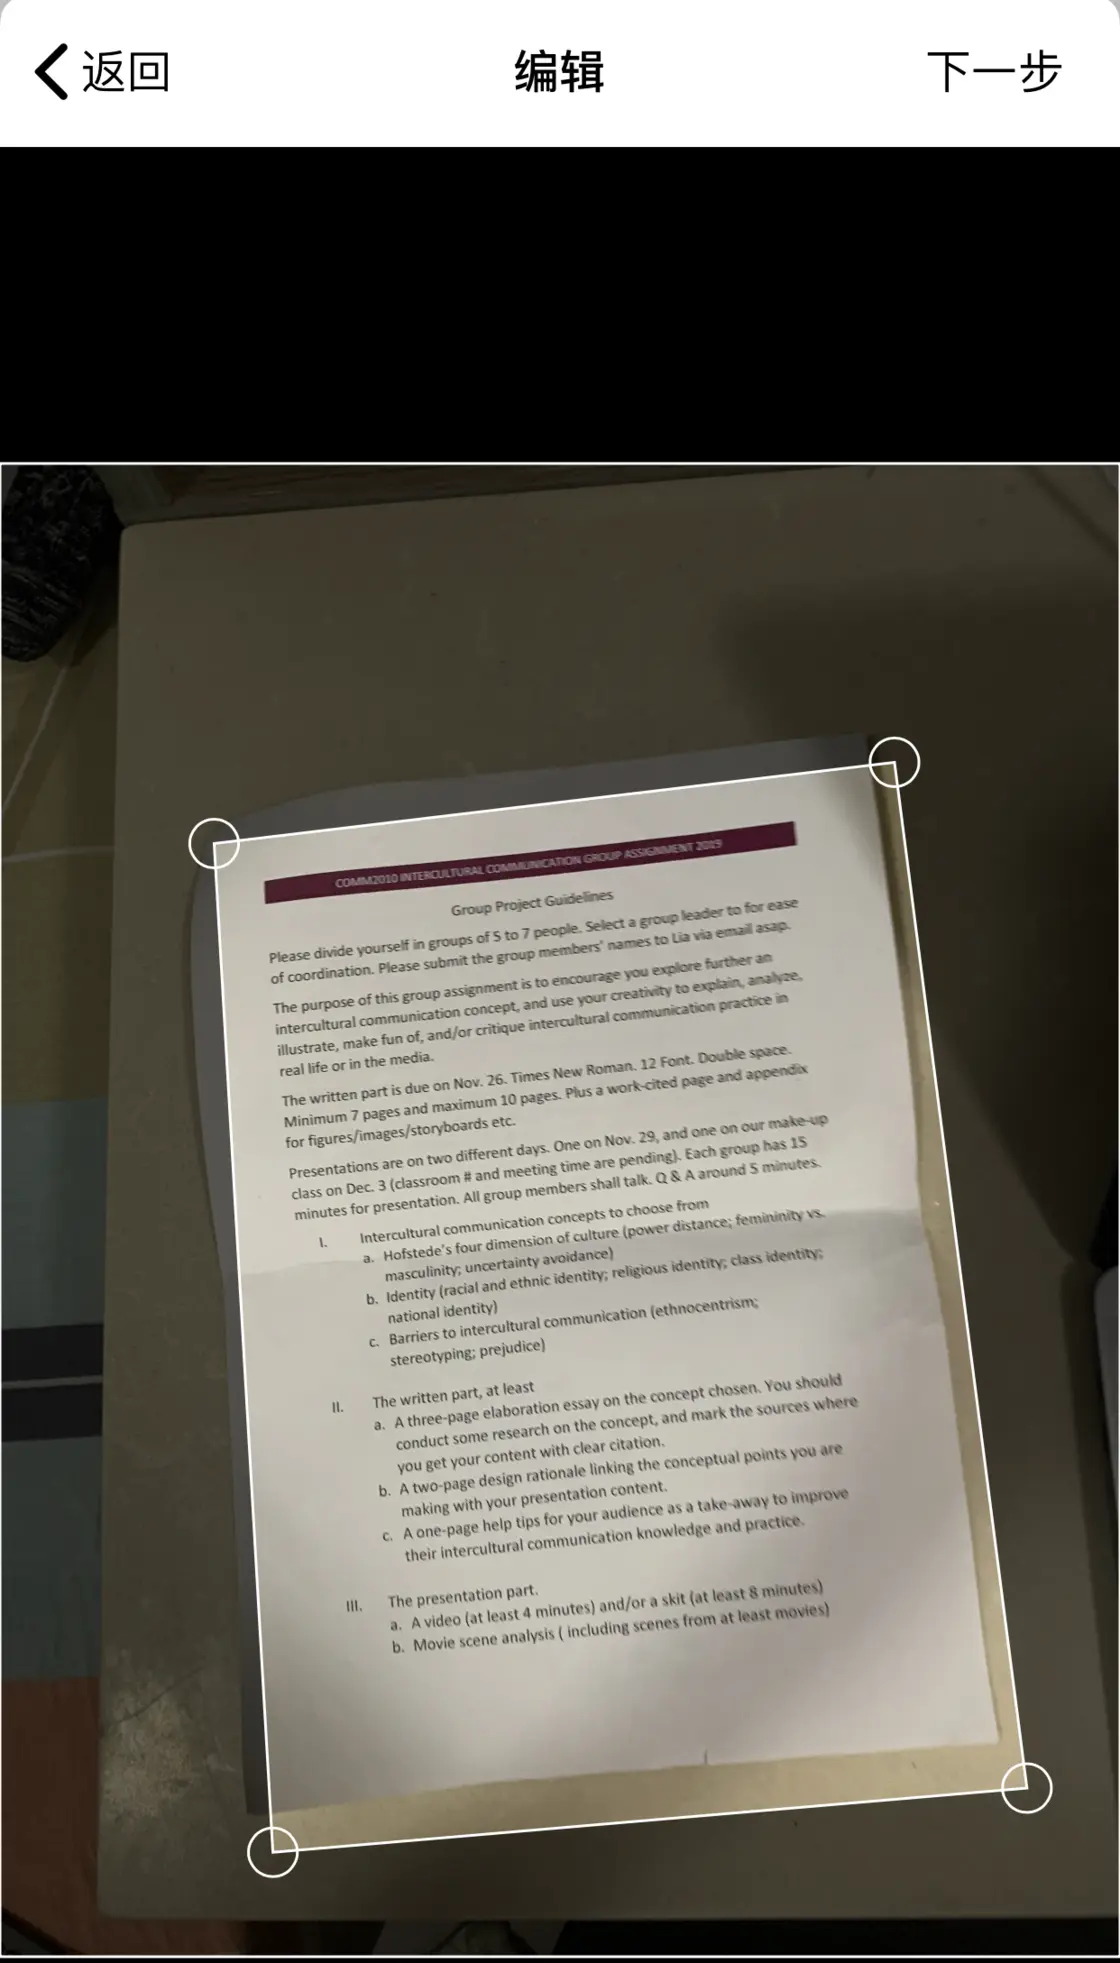 返回
编辑
下一步
COMM2010 INTERCULTURAL COMMUNICATION GROUP ASSIGNMENT 2019
Group Project Guidelines
Please divide yourself in groups of 5 to 7 people. Select a group leader to for ease
of coordination. Please submit the group members' names to Lia via email asap.
The purpose of this group assignment is to encourage you explore further an
intercultural communication concept, and use your creativity to explain, analyze,
illustrate, make fun of, and/or critique intercultural communication practice in
real life or in the media.
The written part is due on Nov. 26. Times New Roman. 12 Font. Double space.
Minimum 7 pages and maximum 10 pages. Plus a work-cited page and appendix
for figures/images/storyboards etc.
Presentations are on two different days. One on Nov. 29, and one on our make-up
class on Dec. 3 (classroom # and meeting time are pending). Each group has 15
minutes for presentation. All group members shall talk. Q & A around 5 minutes.
I. Intercultural communication concepts to choose from
a. Hofstede's four dimension of culture (power distance; femininity vs.
masculinity; uncertainty avoidance)
b. Identity (racial and ethnic identity; religious identity; class identity;
national identity)
c. Barriers to intercultural communication (ethnocentrism;
stereotyping; prejudice)
II. The written part, at least
a. A three-page elaboration essay on the concept chosen. You should
conduct some research on the concept, and mark the sources where
you get your content with clear citation.
b. A two-page design rationale linking the conceptual points you are
making with your presentation content.
c. A one-page help tips for your audience as a take-away to improve
their intercultural communication knowledge and practice.
III. The presentation part.
a. A video (at least 4 minutes) and/or a skit (at least 8 minutes)
b. Movie scene analysis ( including scenes from at least movies)